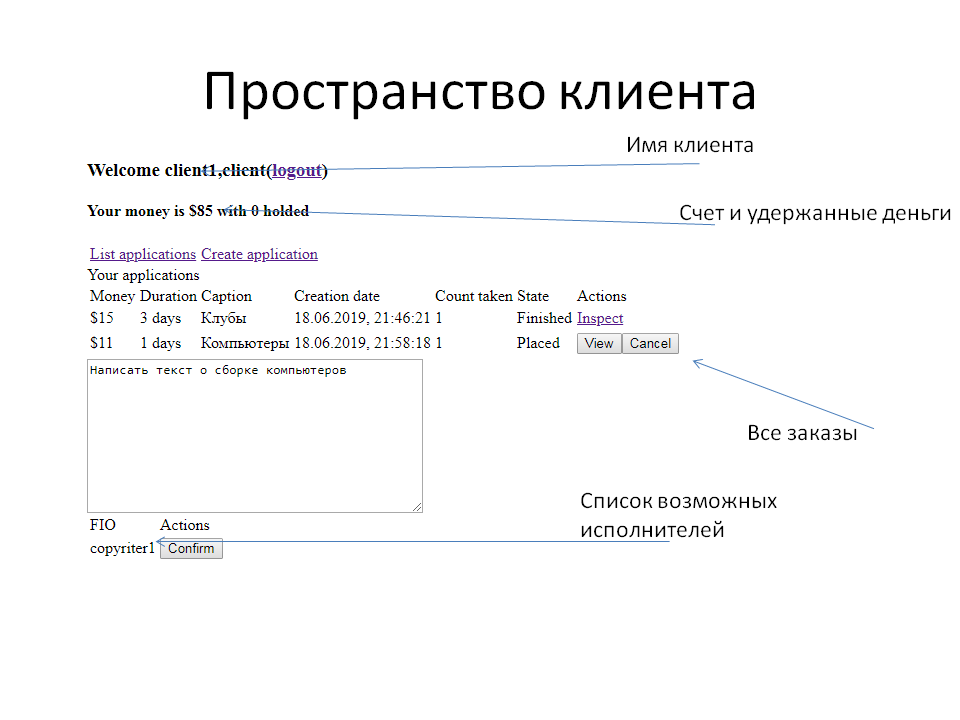 Пространство клиента
Имя клиента
Welcome client1,client(logout)
Your money is $85 with 0 holded
Счет и удержанные деньги
List applications Create application
Your applications
Money Duration Caption Creation date Count taken State Actions
$15 3 days Клубы 18.06.2019, 21:46:21 1 Finished Inspect
$11 1 days Компьютеры 18.06.2019, 21:58:18 1 Placed View Cancel
Написать текст о сборке компьютеров
Все заказы
Список возможных
исполнителей
FIO Actions
copyriter1 Confirm